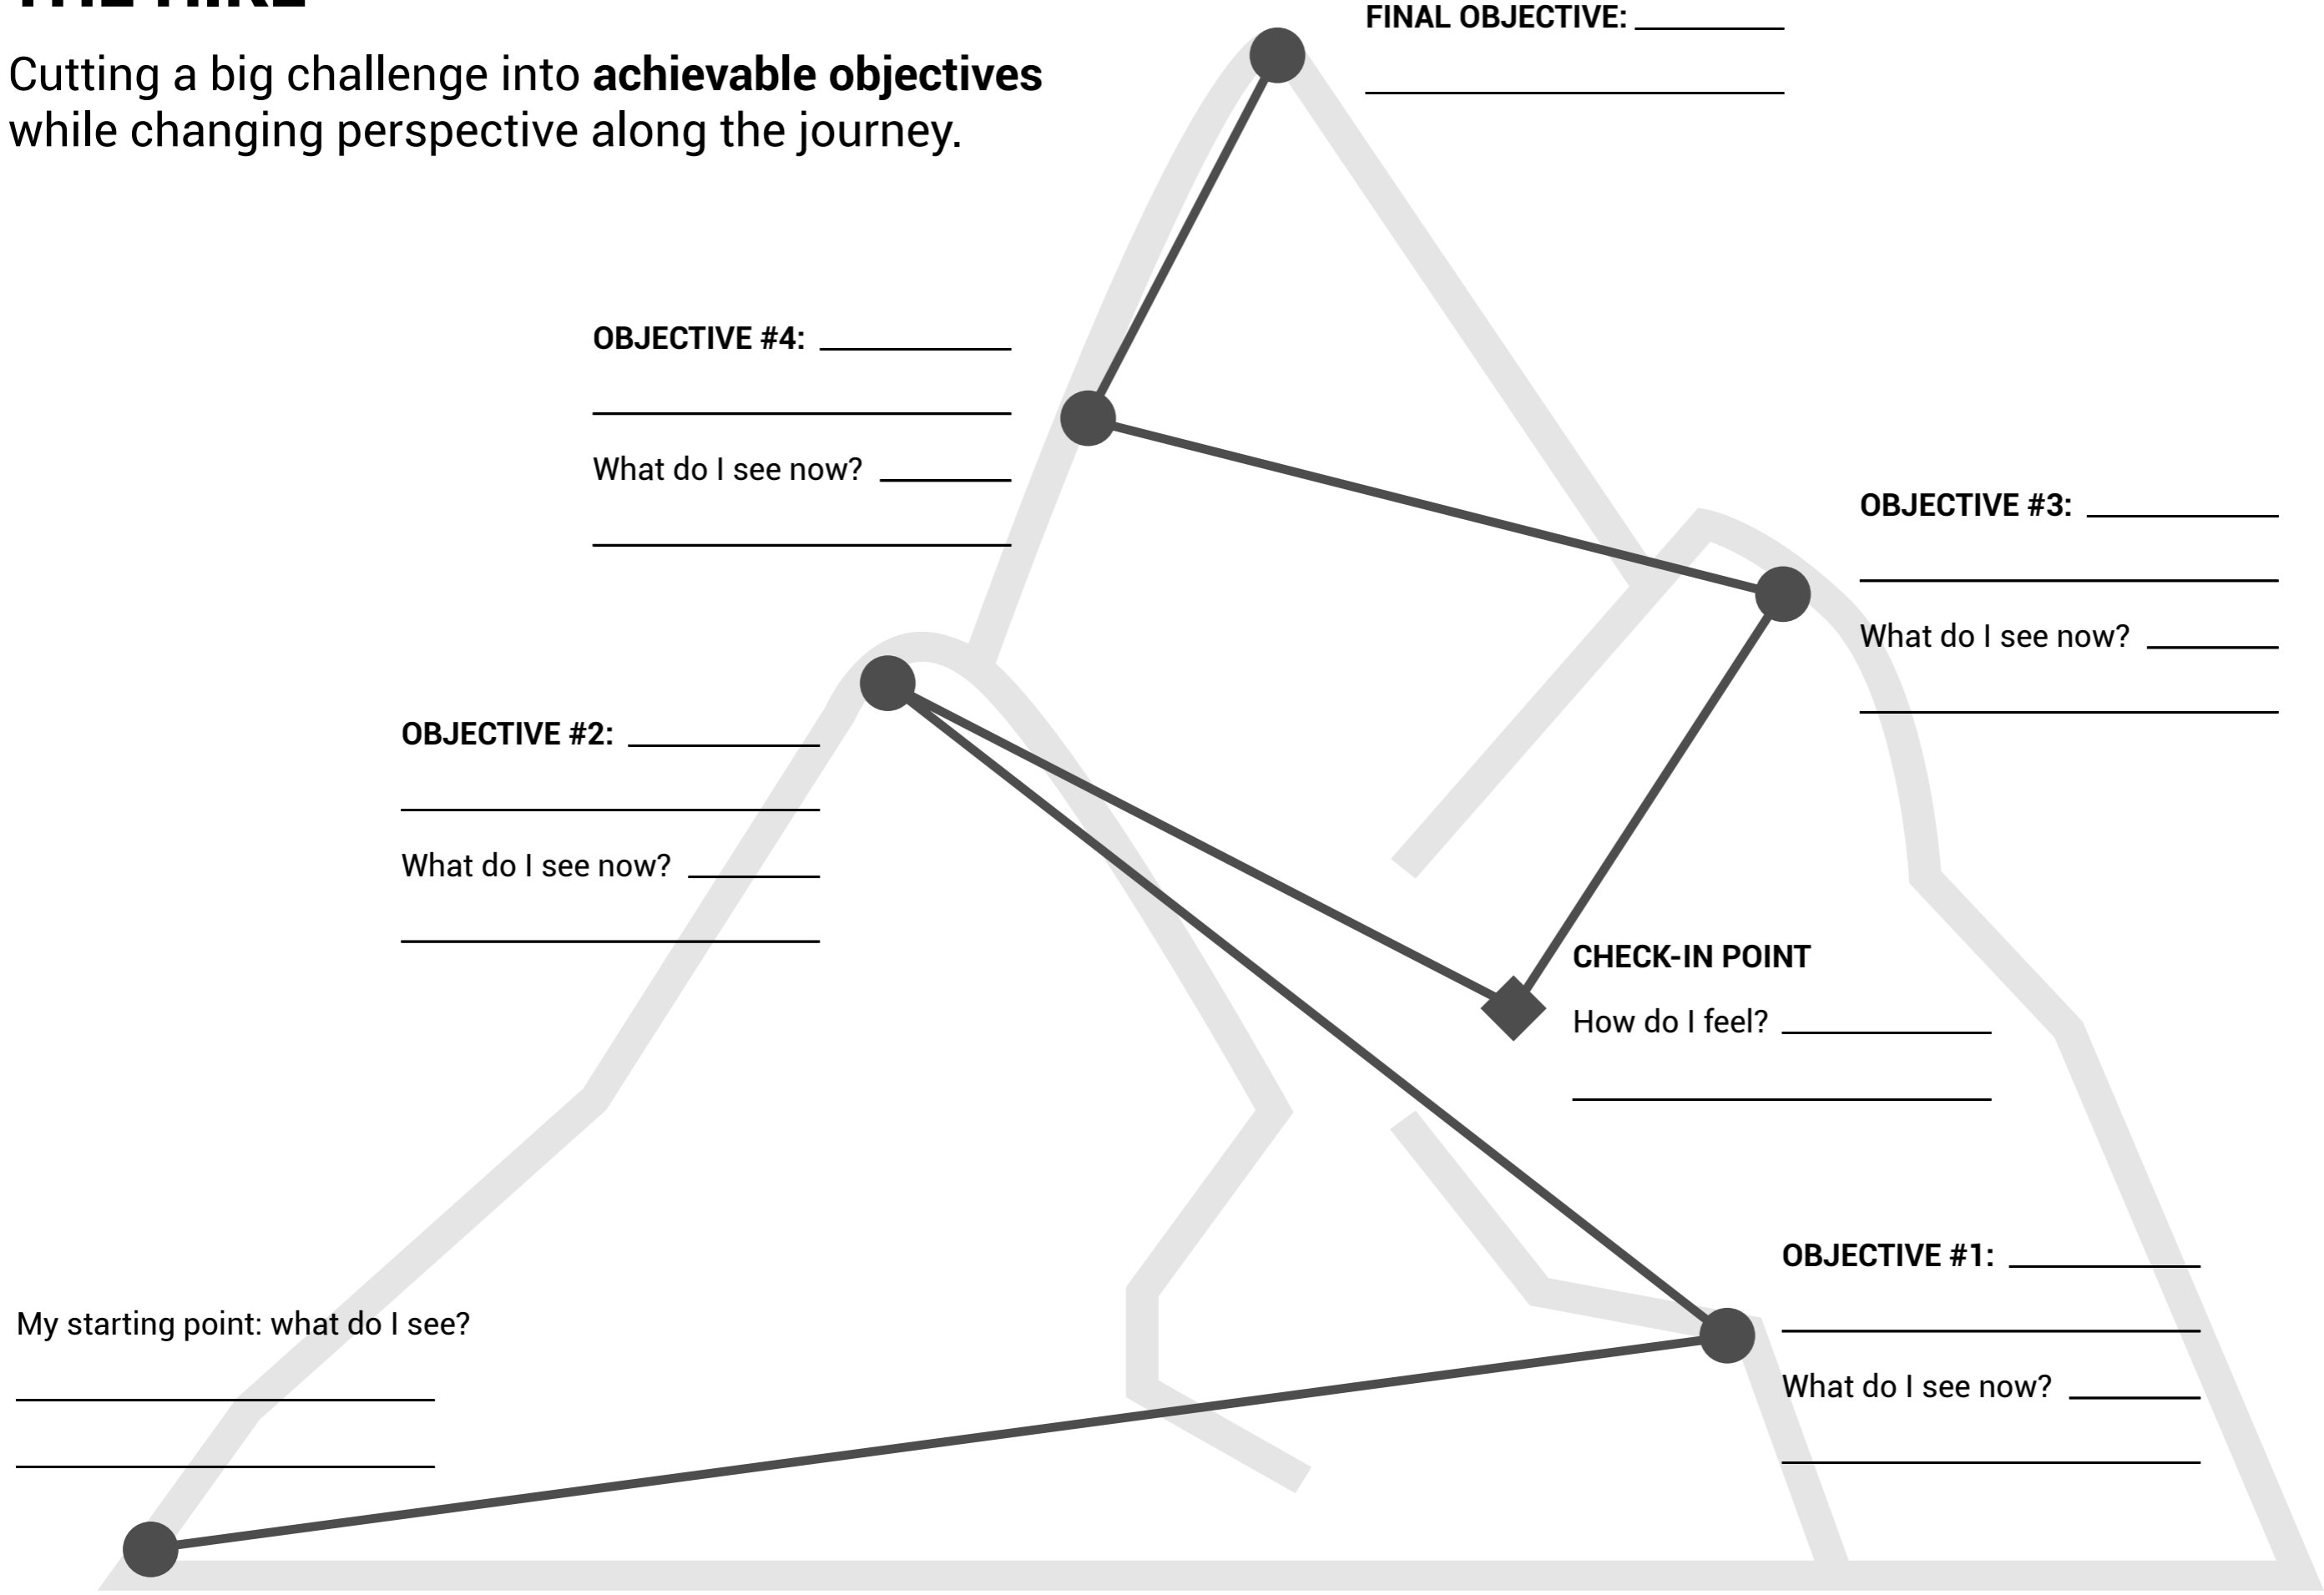 THE HIKE
Cutting a big challenge into achievable objectives
while changing perspective along the journey.
FINAL OBJECTIVE:
OBJECTIVE #4:
What do I see now?
OBJECTIVE #3:
What do I see now?
OBJECTIVE #2:
What do I see now?
CHECK-IN POINT
How do I feel?
OBJECTIVE #1:
What do I see now?
My starting point: what do I see?